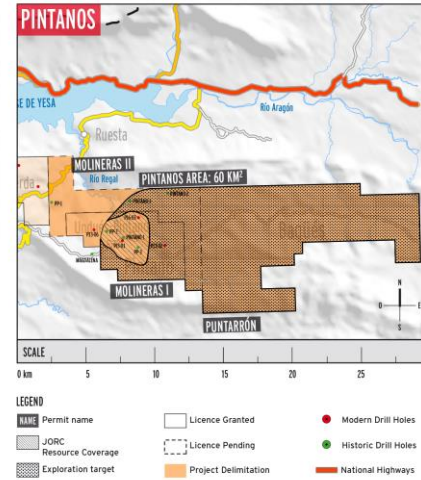 PINTANOS
SE DE YESA
Río Aragón
Ruesta
MOLINERAS II
Río Regal
PINTANOS AREA: 60 KM²
MAGDALENA
MOLINERAS I
PUNTARRÓN
N
S
SCALE
0 km 5 10 15 20 25
LEGEND
NAME Permit name
Licence Granted
Modern Drill Holes
JORC
Resource Coverage
Licence Pending
Historic Drill Holes
Exploration target
Project Delimitation
National Highways